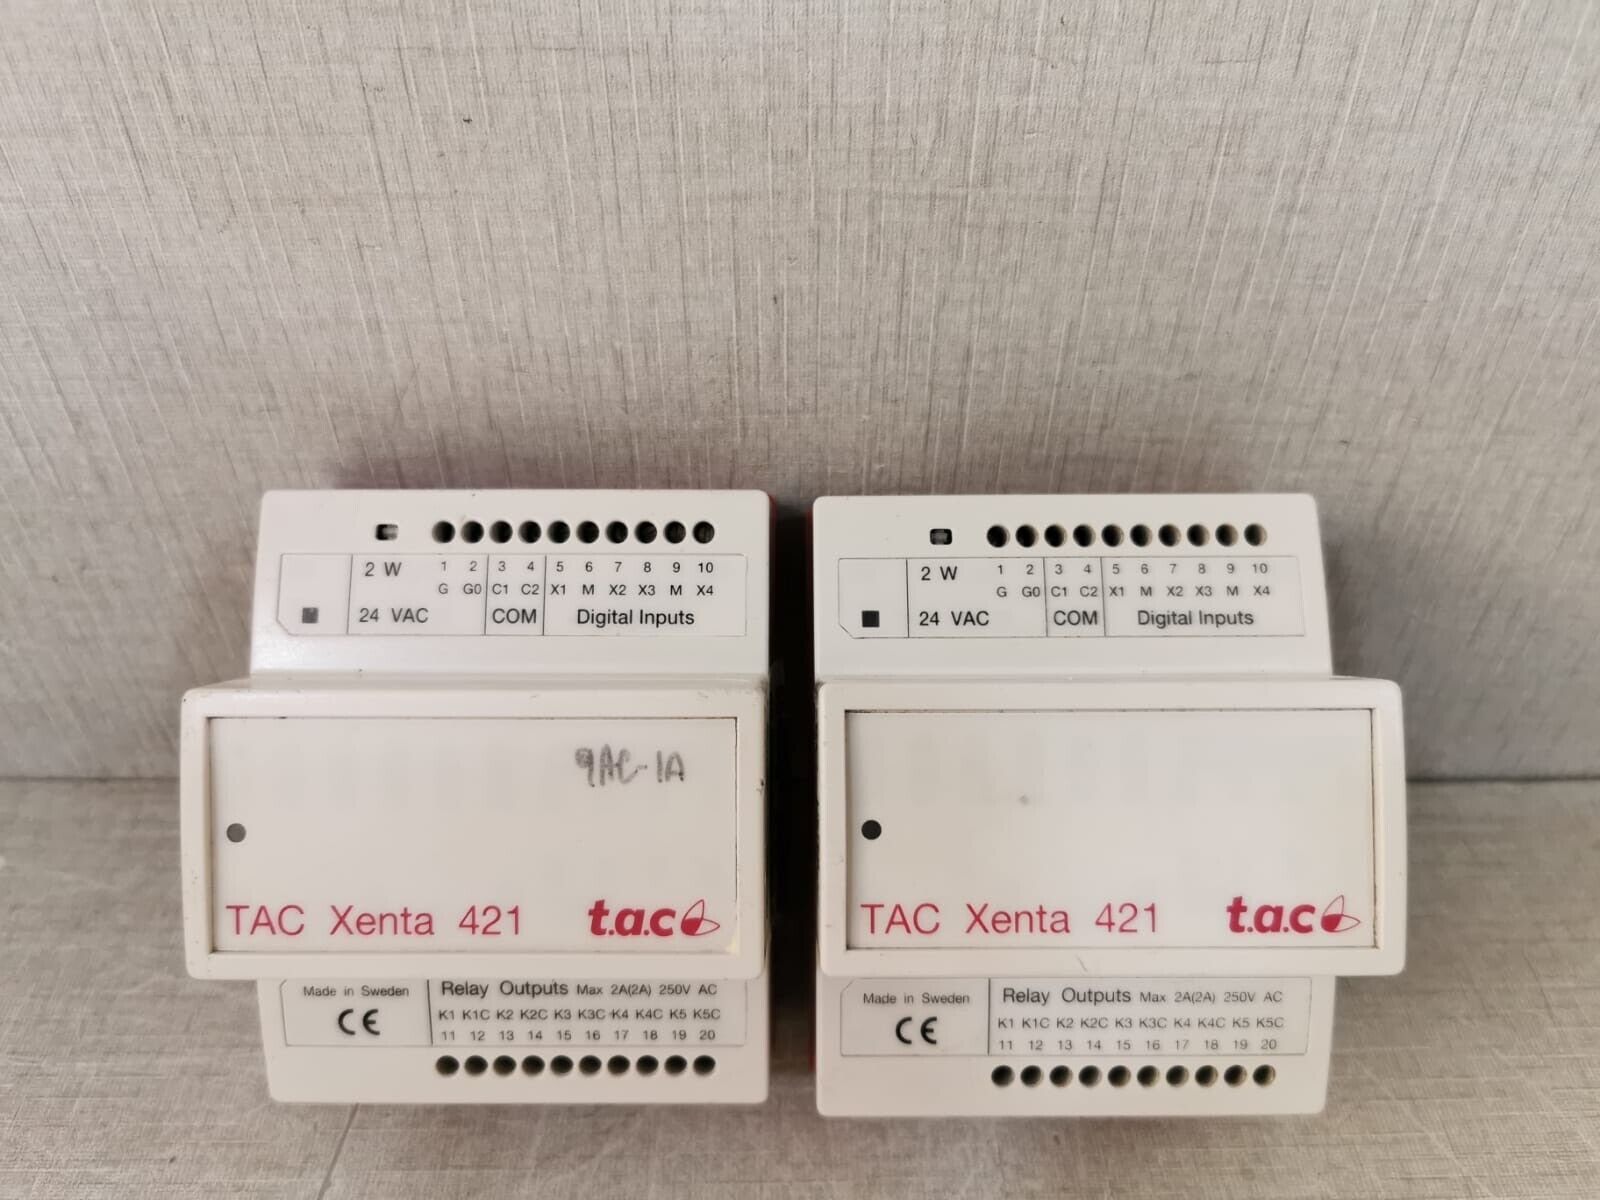 2 W 1 2 3 4 5 6 7 8 9 10
G G0 C1 C2 X1 M X2 X3 M X4
24 VAC COM Digital Inputs
9AC-1A
TAC Xenta 421 t.a.c
Made in Sweden Relay Outputs Max 2A(2A) 250V AC
CE K1 K1C K2 K2C K3 K3C K4 K4C K5 K5C
11 12 13 14 15 16 17 18 19 20
2 W 1 2 3 4 5 6 7 8 9 10
G G0 C1 C2 X1 M X2 X3 M X4
24 VAC COM Digital Inputs
TAC Xenta 421 t.a.c
Made in Sweden Relay Outputs Max 2A(2A) 250V AC
CE K1 K1C K2 K2C K3 K3C K4 K4C K5 K5C
11 12 13 14 15 16 17 18 19 20